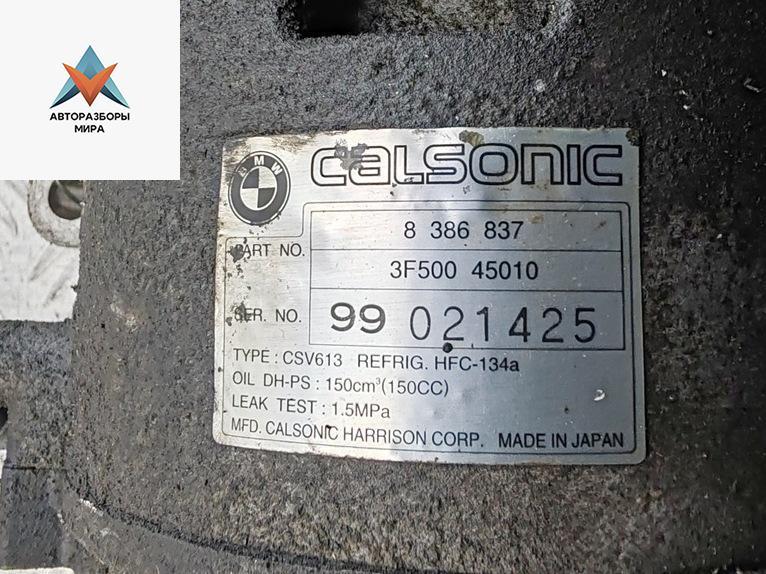 АВТОРАЗБОРЫ
МИРА
BMW
CALSONIC
PART NO.
8 386 837
3F500 45010
SER. NO. 99 021425
TYPE : CSV613 REFRIG. HFC-134a
OIL DH-PS : 150cm³(150CC)
LEAK TEST : 1.5MPa
MFD. CALSONIC HARRISON CORP. MADE IN JAPAN